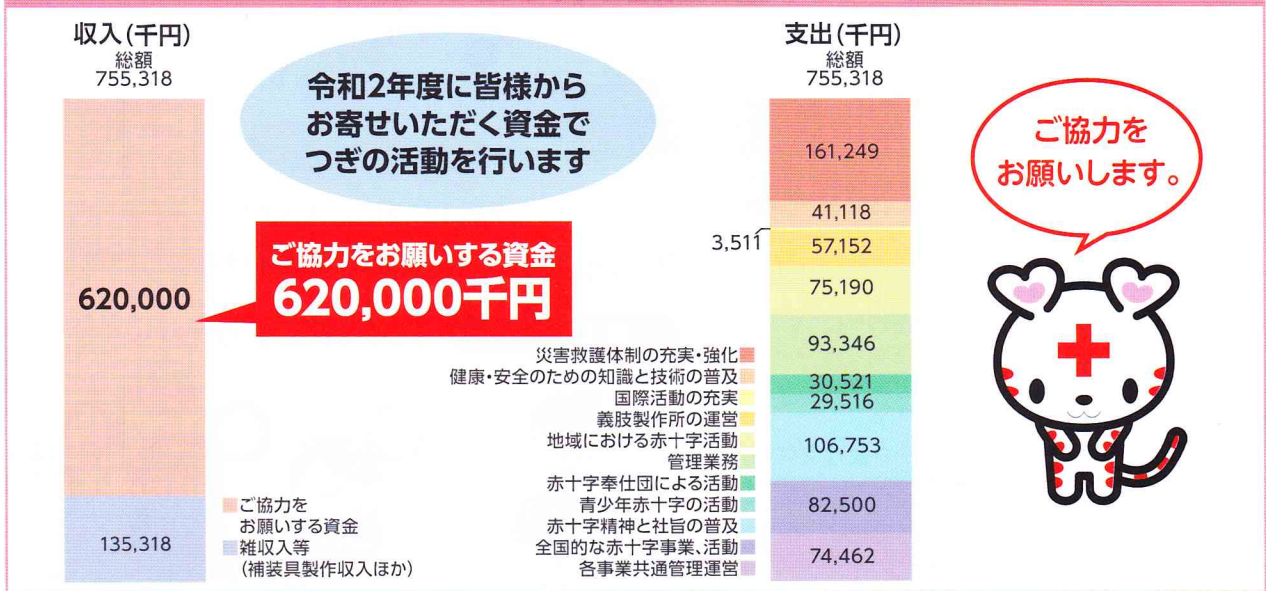 収入(千円)
総額
755,318
620,000
135,318
令和2年度に皆様から
お寄せいただく資金で
つぎの活動を行います
ご協力をお願いする資金
620,000千円
ご協力を
お願いする資金
雑収入等
(補装具製作収入ほか)
支出(千円)
総額
755,318
161,249
41,118
3,511
57,152
75,190
93,346
30,521
29,516
106,753
82,500
74,462
災害救護体制の充実・強化
健康・安全のための知識と技術の普及
国際活動の充実
義肢製作所の運営
地域における赤十字活動
管理業務
赤十字奉仕団による活動
青少年赤十字の活動
赤十字精神と社旨の普及
全国的な赤十字事業、活動
各事業共通管理運営
ご協力を
お願いします。